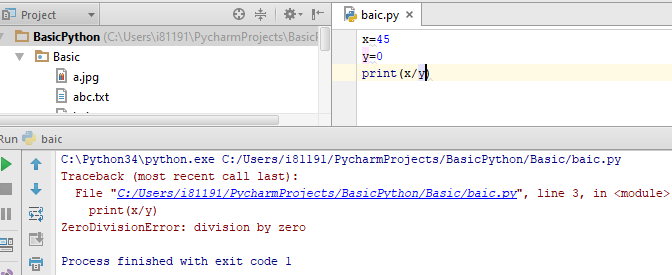 Project
baic.py
BasicPython (C:\Users\i81191\PycharmProjects\Basic
Basic
a.jpg
abc.txt
x=45
y=0
print(x/y)
Run baic
C:\Python34\python.exe C:/Users/i81191/PycharmProjects/BasicPython/Basic/baic.py
Traceback (most recent call last):
File "C:/Users/i81191/PycharmProjects/BasicPython/Basic/baic.py", line 3, in <module>
print(x/y)
ZeroDivisionError: division by zero
Process finished with exit code 1